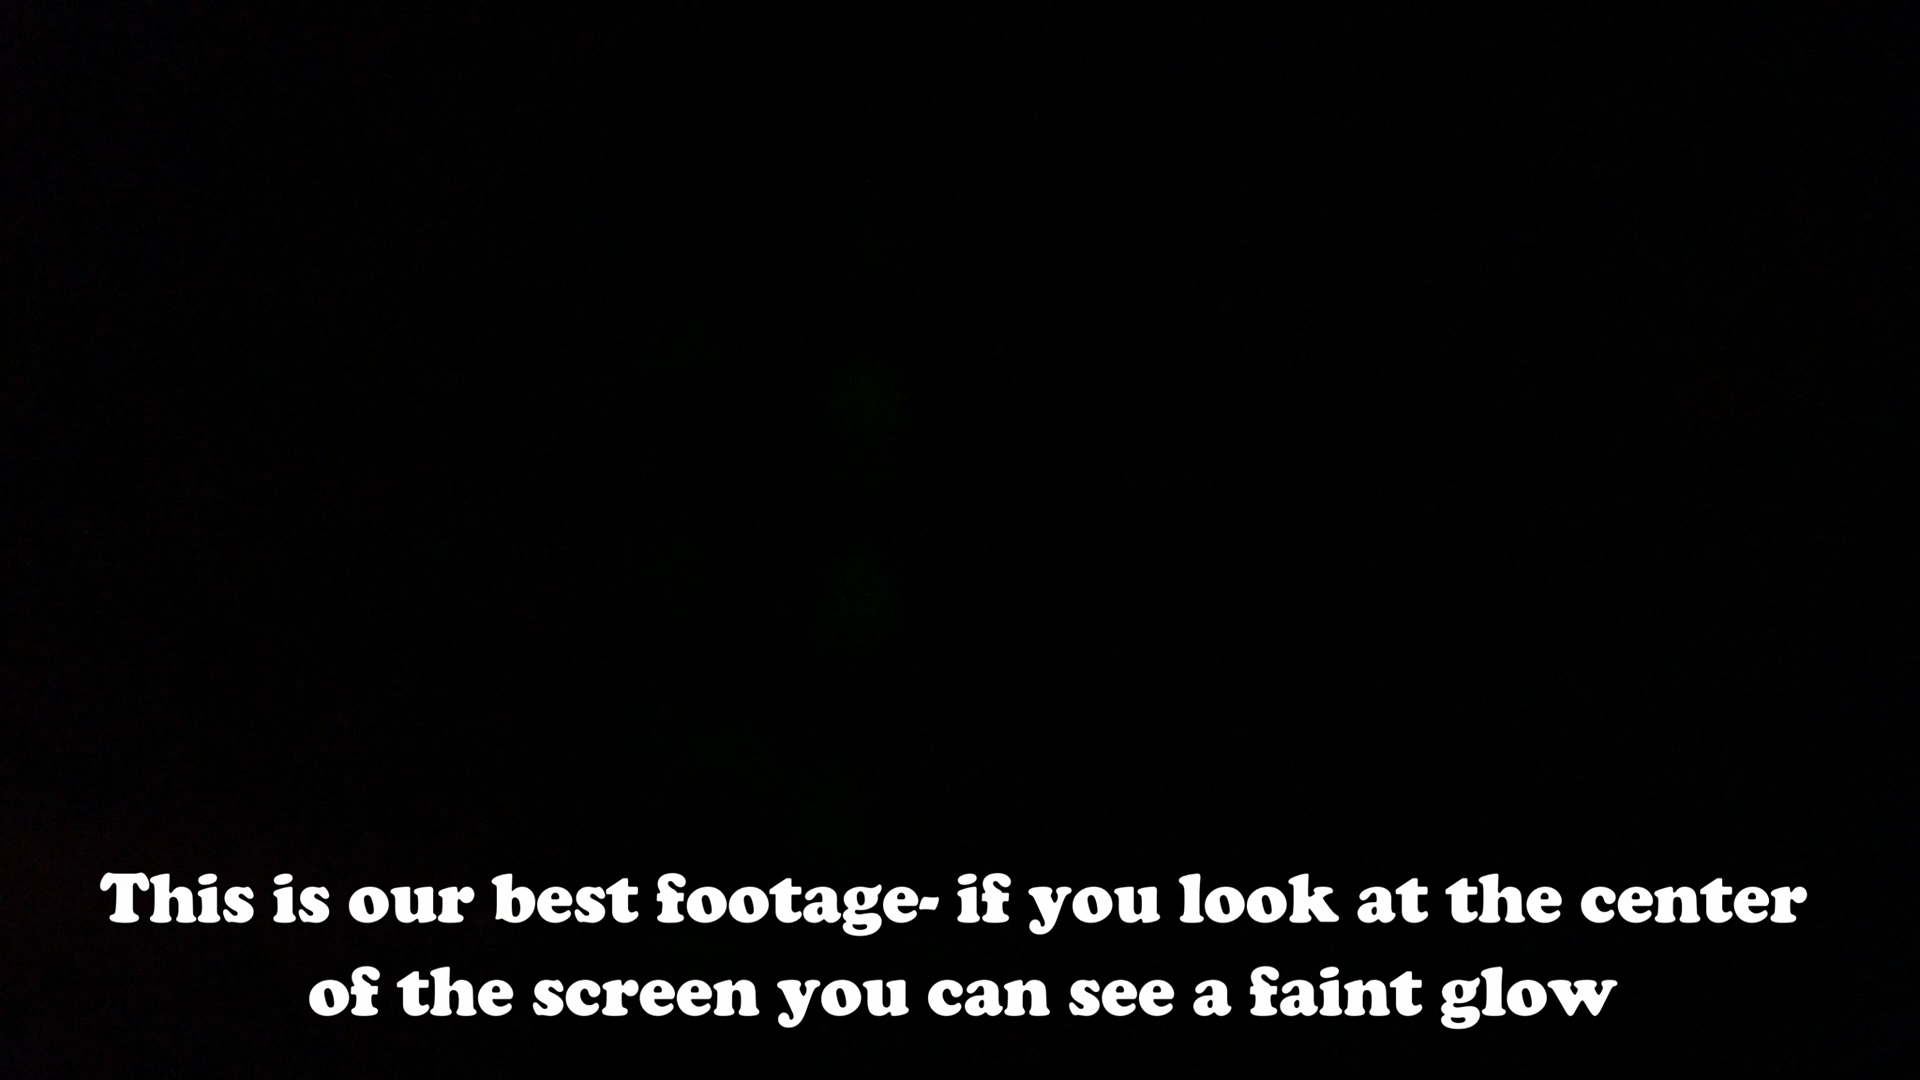 This is our best footage- if you look at the center
of the screen you can see a faint glow